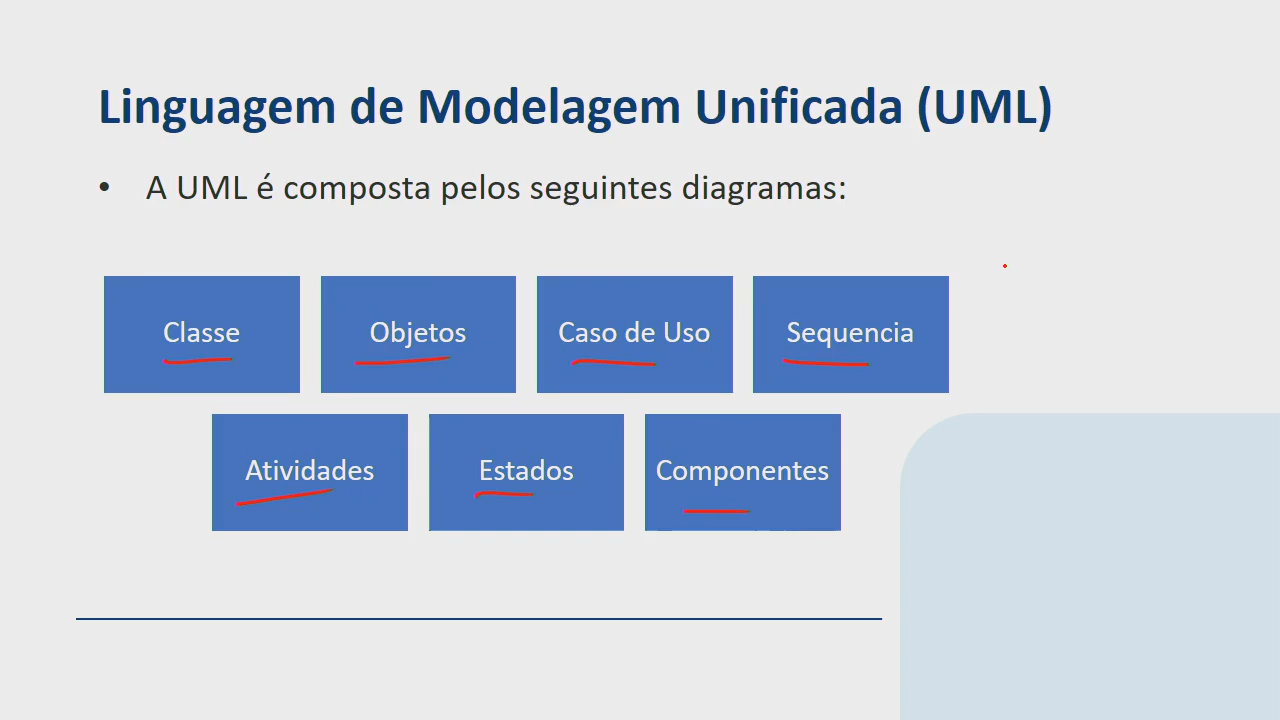 Linguagem de Modelagem Unificada (UML)
• A UML é composta pelos seguintes diagramas:
Classe
Objetos
Caso de Uso
Sequencia
Atividades
Estados
Componentes